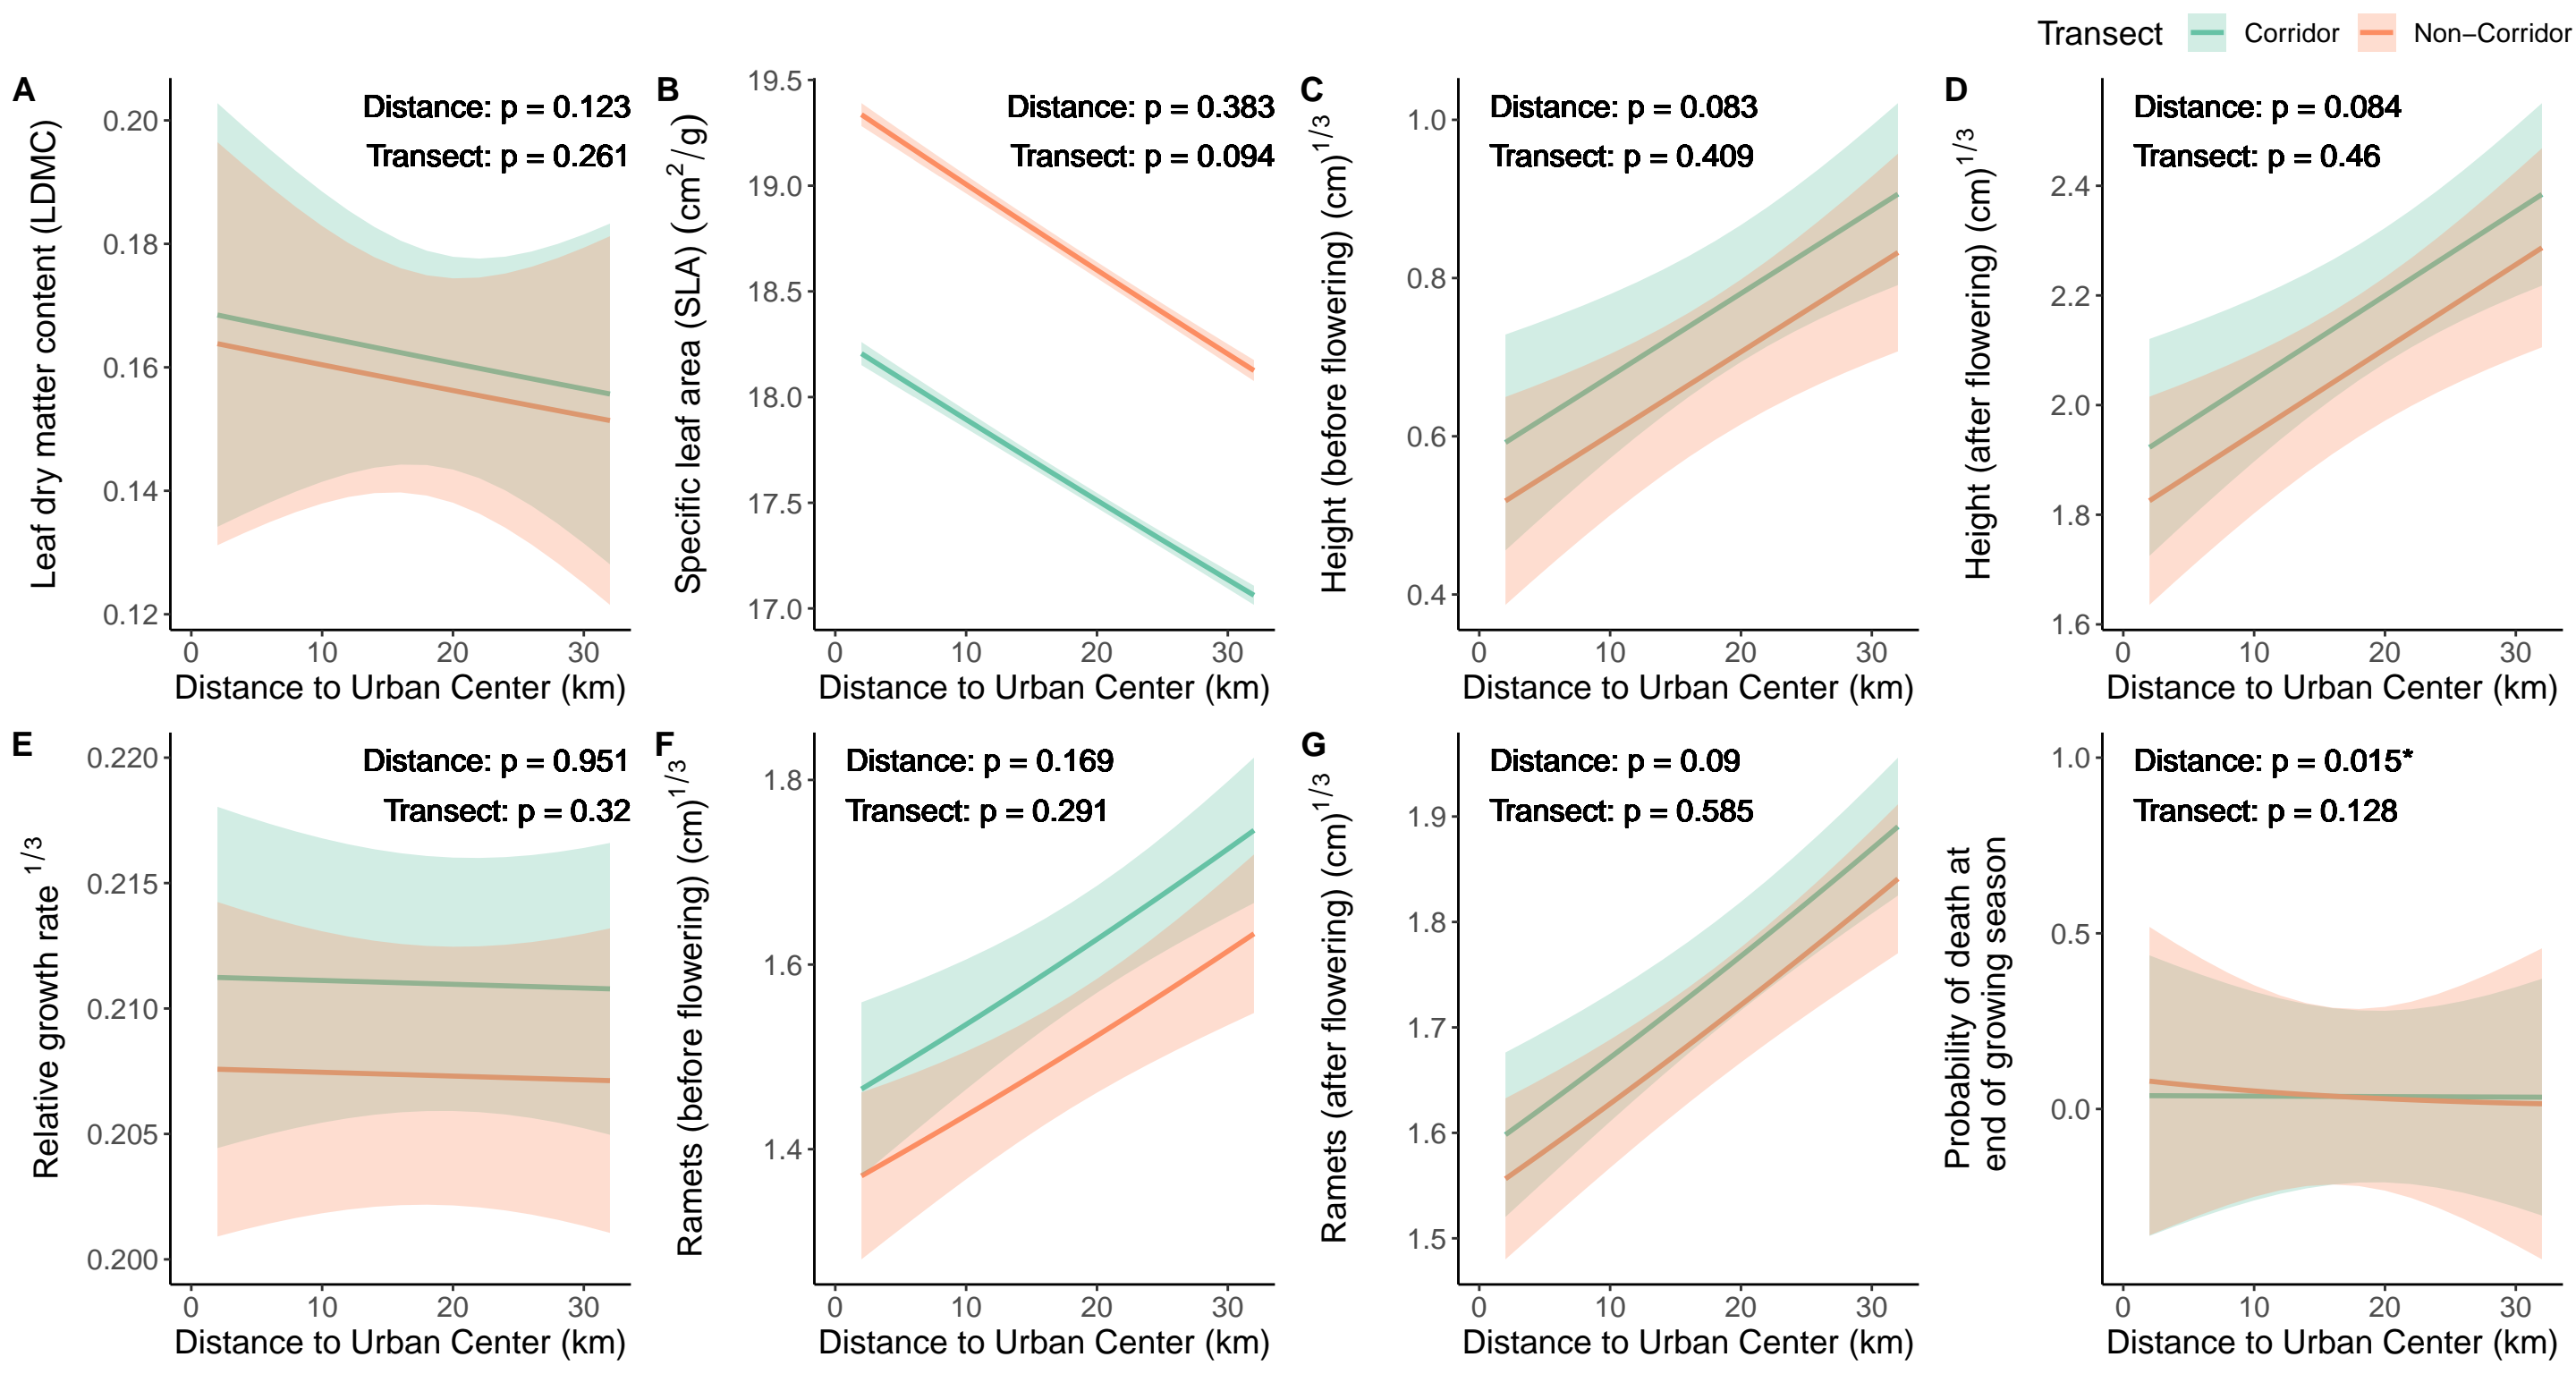 Transect Corridor Non−Corridor
A
Distance: p = 0.123
Transect: p = 0.261
Leaf dry matter content (LDMC)
0.20
0.18
0.16
0.14
0.12
0 10 20 30
Distance to Urban Center (km)
B
Distance: p = 0.383
Transect: p = 0.094
Specific leaf area (SLA) (cm²/g)
19.5
19.0
18.5
18.0
17.5
17.0
0 10 20 30
Distance to Urban Center (km)
C
Distance: p = 0.083
Transect: p = 0.409
Height (before flowering) (cm)^1/3
1.0
0.8
0.6
0.4
0 10 20 30
Distance to Urban Center (km)
D
Distance: p = 0.084
Transect: p = 0.46
Height (after flowering) (cm)^1/3
2.4
2.2
2.0
1.8
1.6
0 10 20 30
Distance to Urban Center (km)
E
Distance: p = 0.951
Transect: p = 0.32
Relative growth rate ^1/3
0.220
0.215
0.210
0.205
0.200
0 10 20 30
Distance to Urban Center (km)
F
Distance: p = 0.169
Transect: p = 0.291
Ramets (before flowering) (cm)^1/3
1.8
1.6
1.4
0 10 20 30
Distance to Urban Center (km)
G
Distance: p = 0.09
Transect: p = 0.585
Ramets (after flowering) (cm)^1/3
1.9
1.8
1.7
1.6
1.5
0 10 20 30
Distance to Urban Center (km)
Distance: p = 0.015*
Transect: p = 0.128
Probability of death at
end of growing season
1.0
0.5
0.0
0 10 20 30
Distance to Urban Center (km)